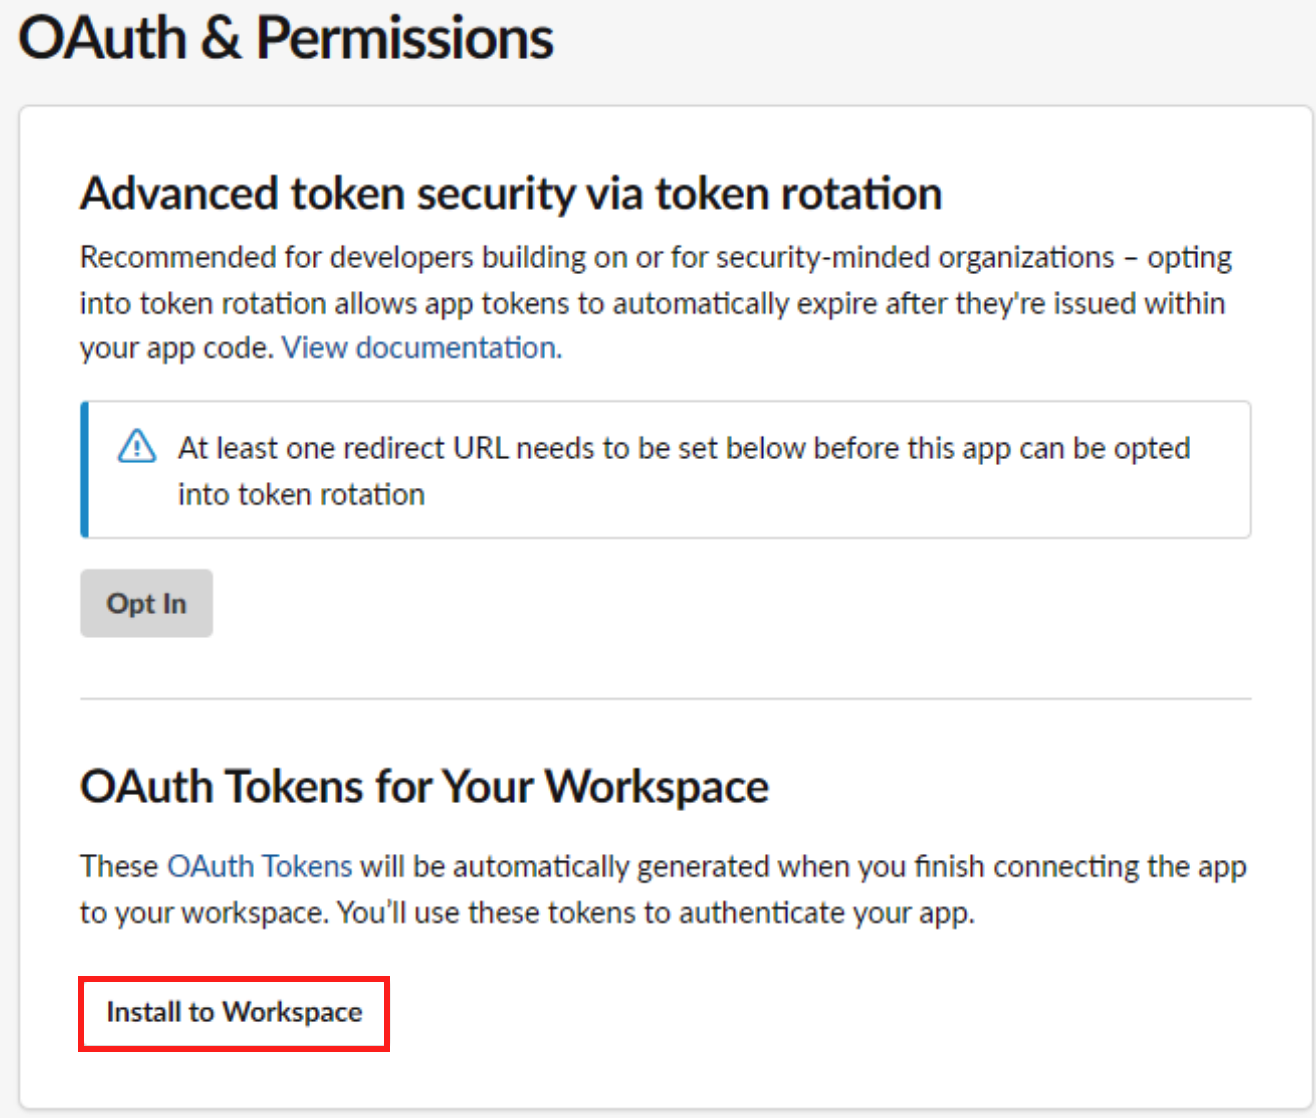 OAuth & Permissions
Advanced token security via token rotation
Recommended for developers building on or for security-minded organizations – opting
into token rotation allows app tokens to automatically expire after they're issued within
your app code. View documentation.
At least one redirect URL needs to be set below before this app can be opted
into token rotation
Opt In
OAuth Tokens for Your Workspace
These OAuth Tokens will be automatically generated when you finish connecting the app
to your workspace. You’ll use these tokens to authenticate your app.
Install to Workspace